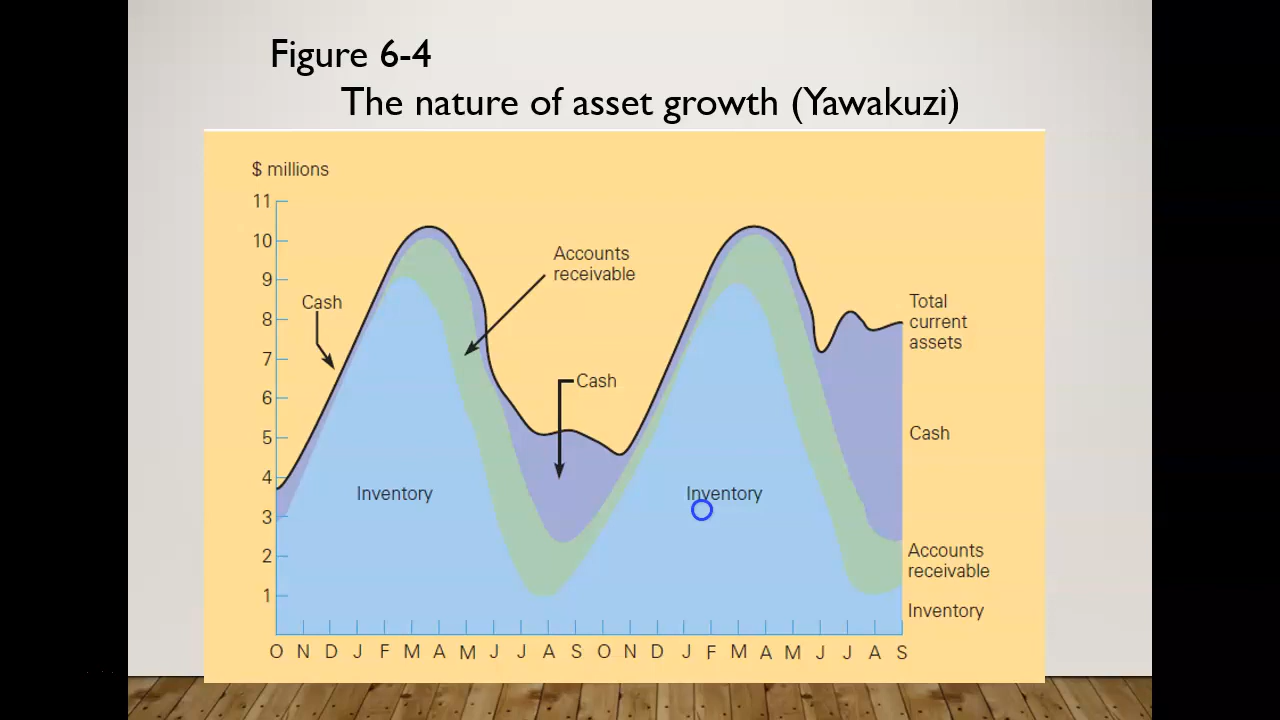 Figure 6-4
The nature of asset growth (Yawakuzi)
$ millions
11
10
9
8
7
6
5
4
3
2
1
Cash
Accounts
receivable
Cash
Inventory
Inventory
Total
current
assets
Cash
Accounts
receivable
Inventory
O N D J F M A M J J A S O N D J F M A M J J A S